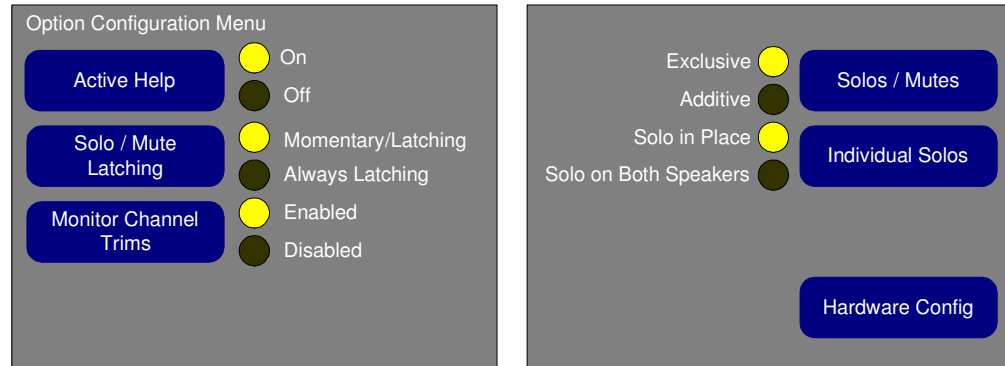 Option Configuration Menu
Active Help
On
Off
Solo / Mute
Latching
Momentary/Latching
Always Latching
Monitor Channel
Trims
Enabled
Disabled
Exclusive
Additive
Solos / Mutes
Solo in Place
Solo on Both Speakers
Individual Solos
Hardware Config